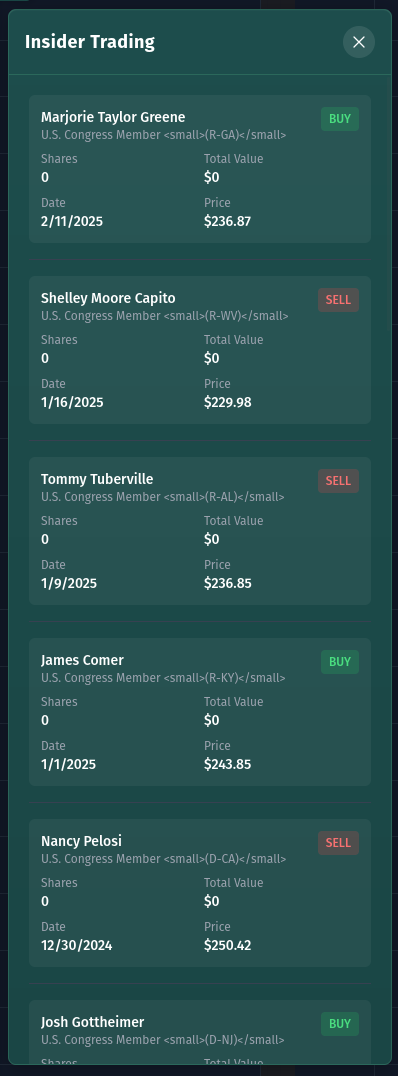 Insider Trading
Marjorie Taylor Greene
BUY
U.S. Congress Member <small>(R-GA)</small>
Shares Total Value
0 $0
Date Price
2/11/2025 $236.87
Shelley Moore Capito
SELL
U.S. Congress Member <small>(R-WV)</small>
Shares Total Value
0 $0
Date Price
1/16/2025 $229.98
Tommy Tuberville
SELL
U.S. Congress Member <small>(R-AL)</small>
Shares Total Value
0 $0
Date Price
1/9/2025 $236.85
James Comer
BUY
U.S. Congress Member <small>(R-KY)</small>
Shares Total Value
0 $0
Date Price
1/1/2025 $243.85
Nancy Pelosi
SELL
U.S. Congress Member <small>(D-CA)</small>
Shares Total Value
0 $0
Date Price
12/30/2024 $250.42
Josh Gottheimer
BUY
U.S. Congress Member <small>(D-NJ)</small>
Shares Total Value